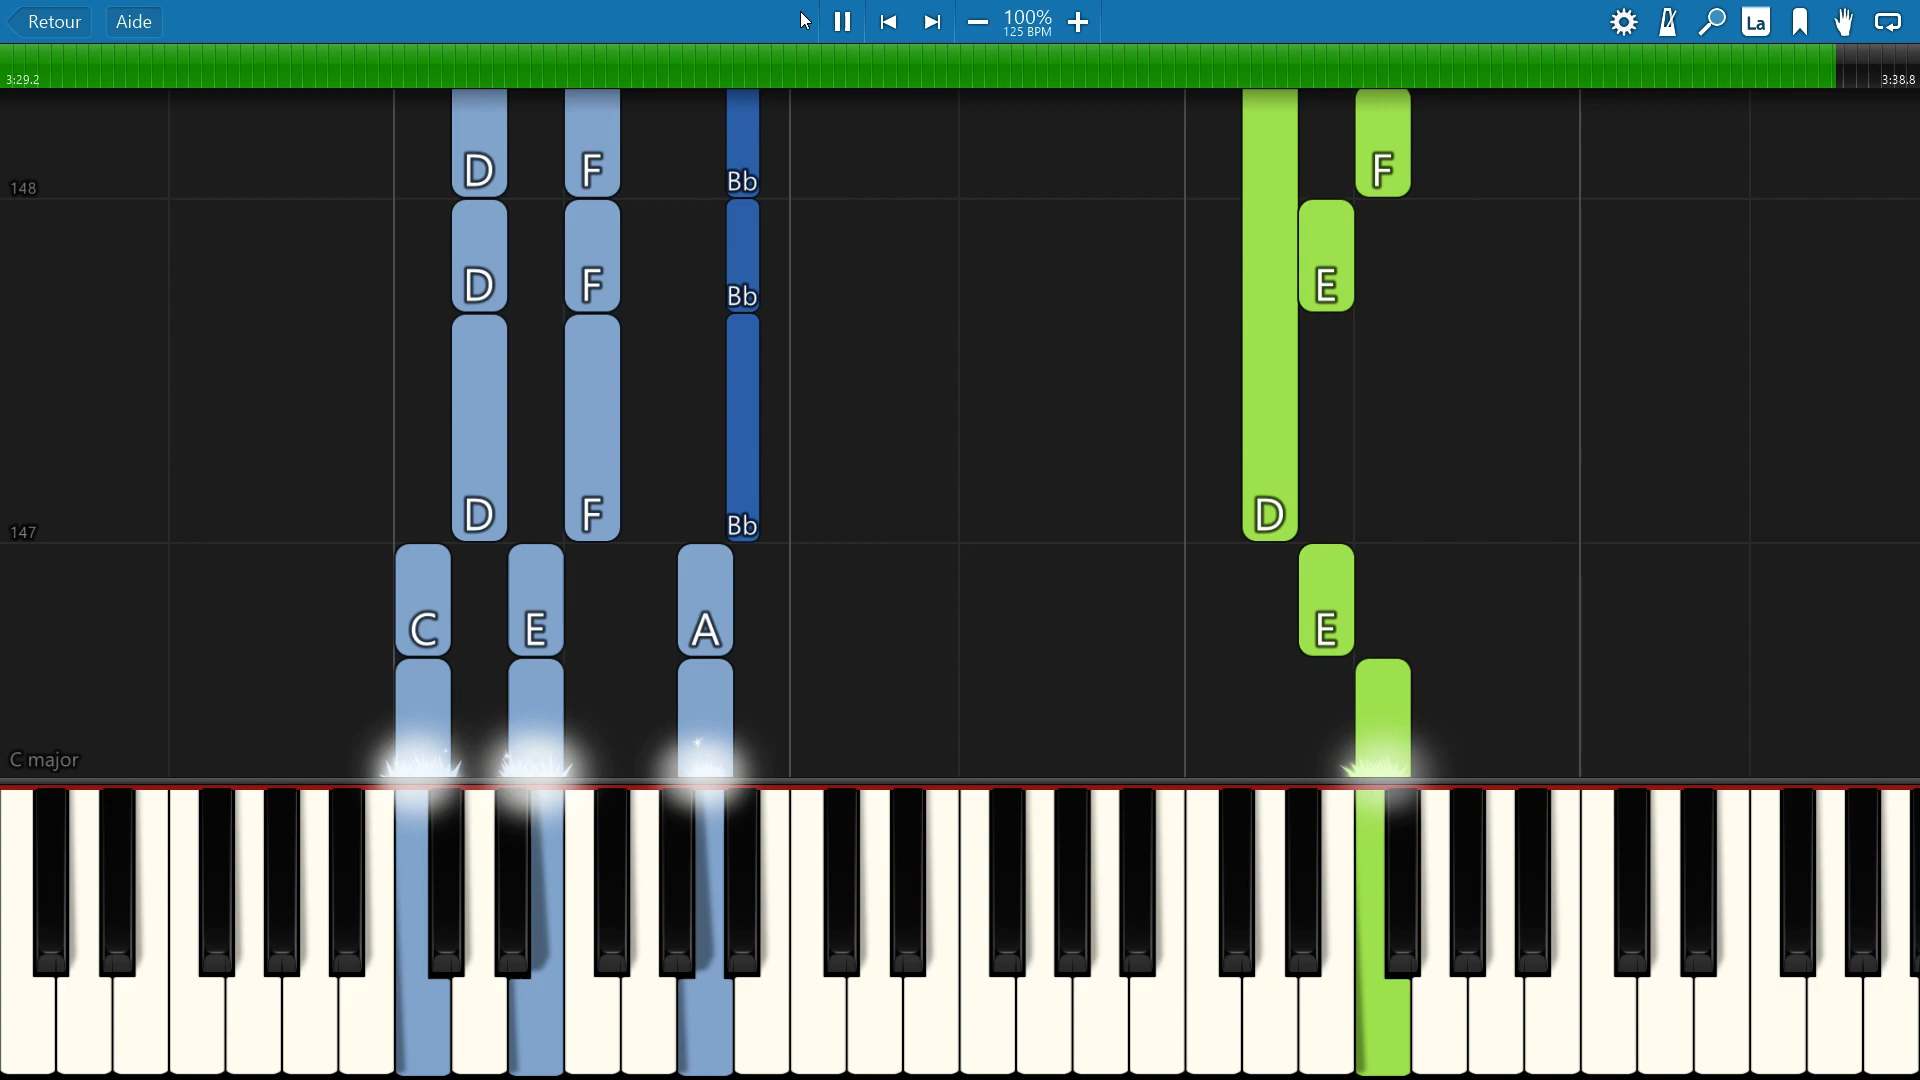 Retour Aide 100% La
125 BPM
3:29.2 3:38.8
D F Bb F
148
D F Bb E
D F Bb D
147
C E A E
C major